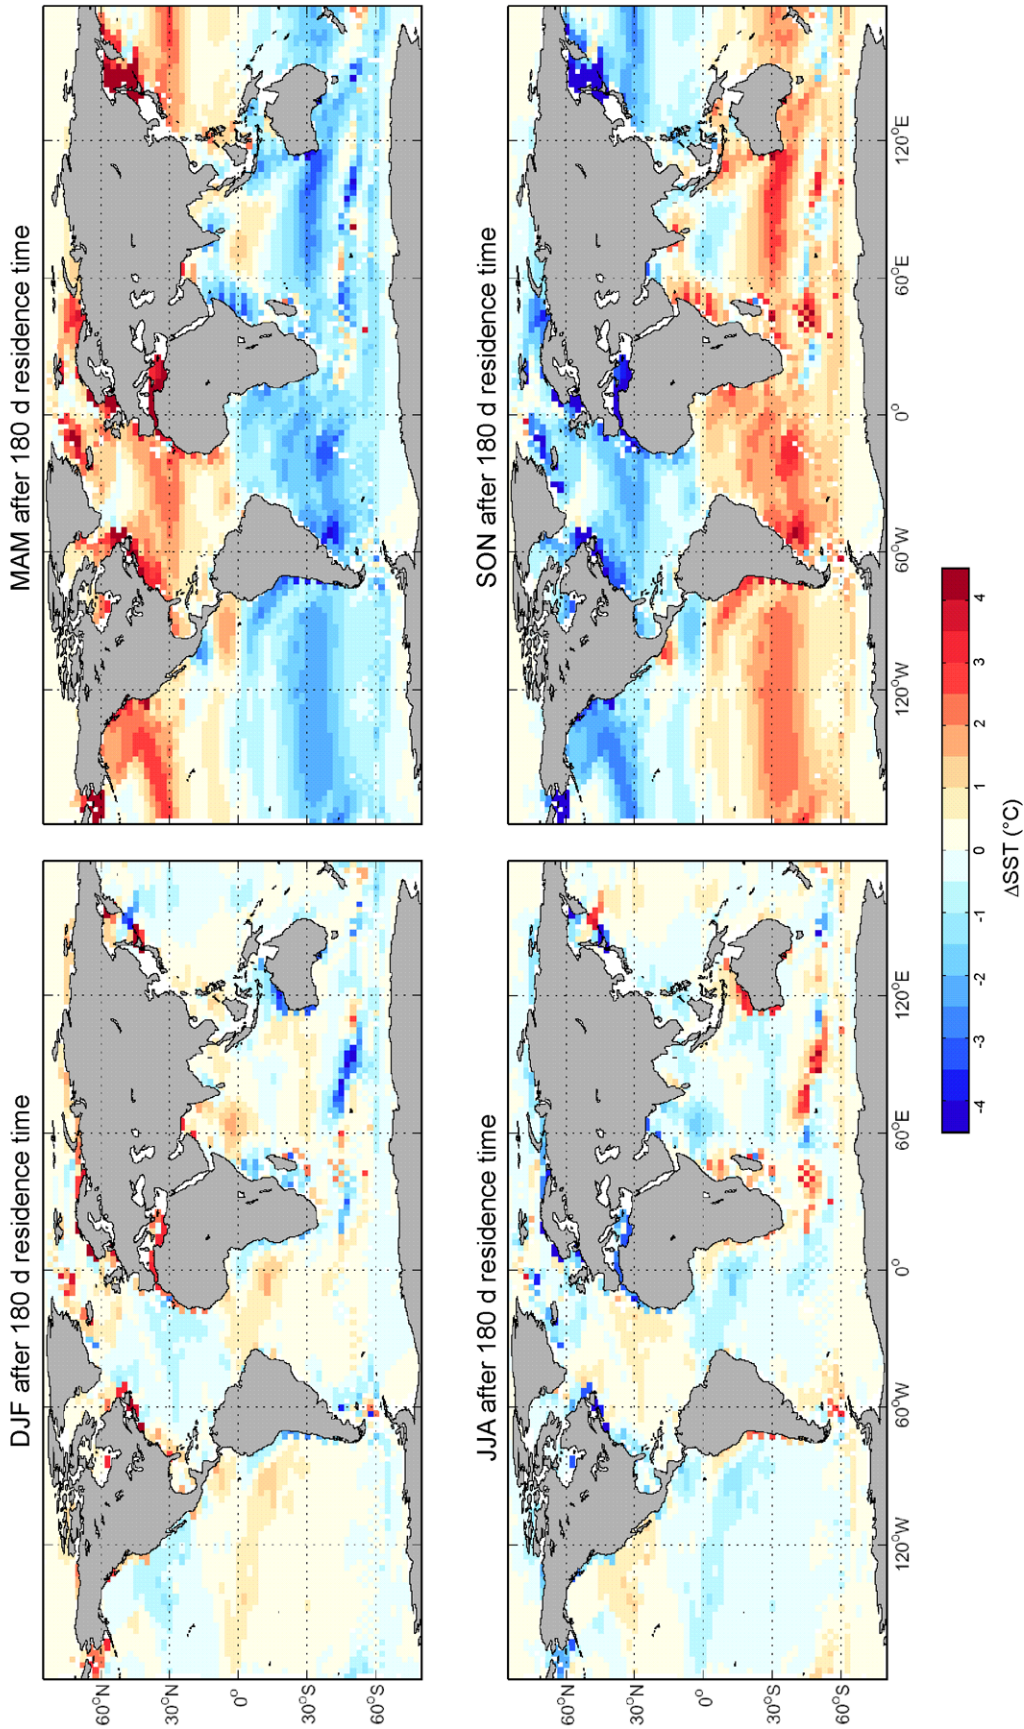 DJF after 180 d residence time
MAM after 180 d residence time
60°N
30°N
0°
30°S
60°S
JJA after 180 d residence time
SON after 180 d residence time
60°N
30°N
0°
30°S
60°S
120°W
60°W
0°
60°E
120°E
120°W
60°W
0°
60°E
120°E
-4
-3
-2
-1
0
1
2
3
4
ΔSST (°C)